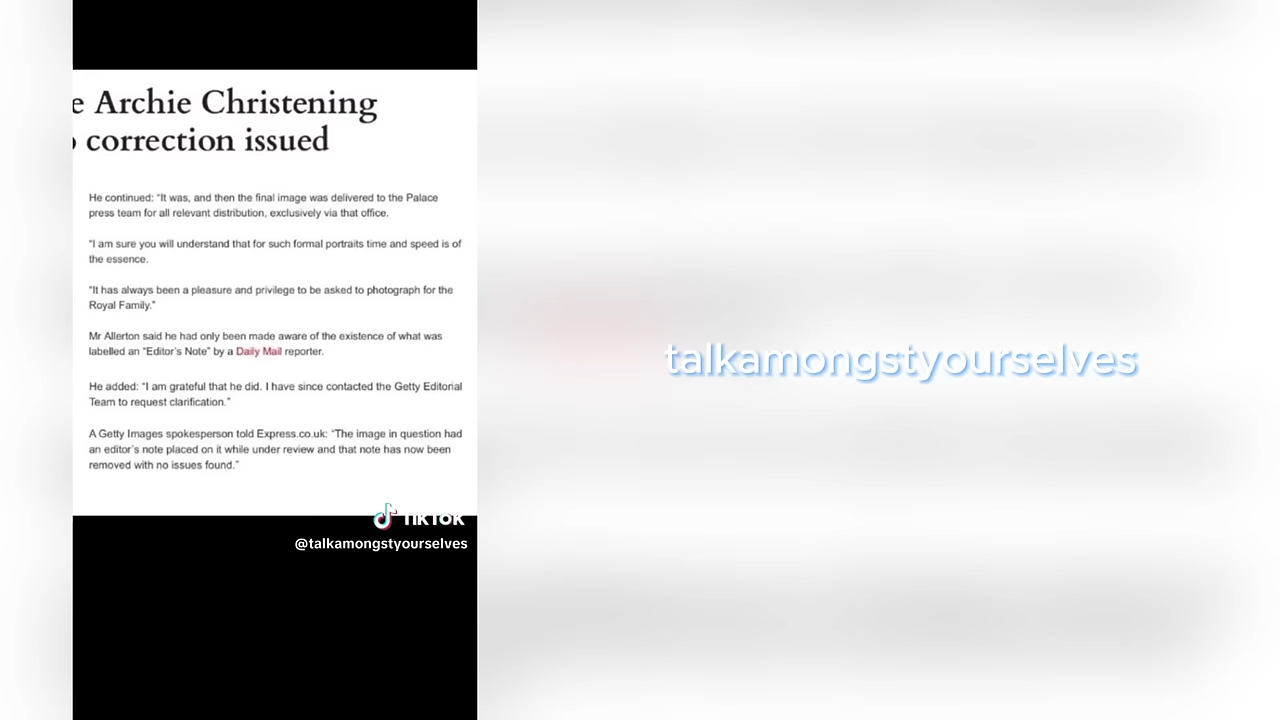 e Archie Christening
correction issued
He continued: “It was, and then the final image was delivered to the Palace
press team for all relevant distribution, exclusively via that office.
“I am sure you will understand that for such formal portraits time and speed is of
the essence.
“It has always been a pleasure and privilege to be asked to photograph for the
Royal Family.”
Mr Allerton said he had only been made aware of the existence of what was
labelled an “Editor’s Note” by a Daily Mail reporter.
He added: “I am grateful that he did. I have since contacted the Getty Editorial
Team to request clarification.”
A Getty Images spokesperson told Express.co.uk: “The image in question had
an editor’s note placed on it while under review and that note has now been
removed with no issues found.”
TikTok
@talkamongstyourselves
talkamongstyourselves